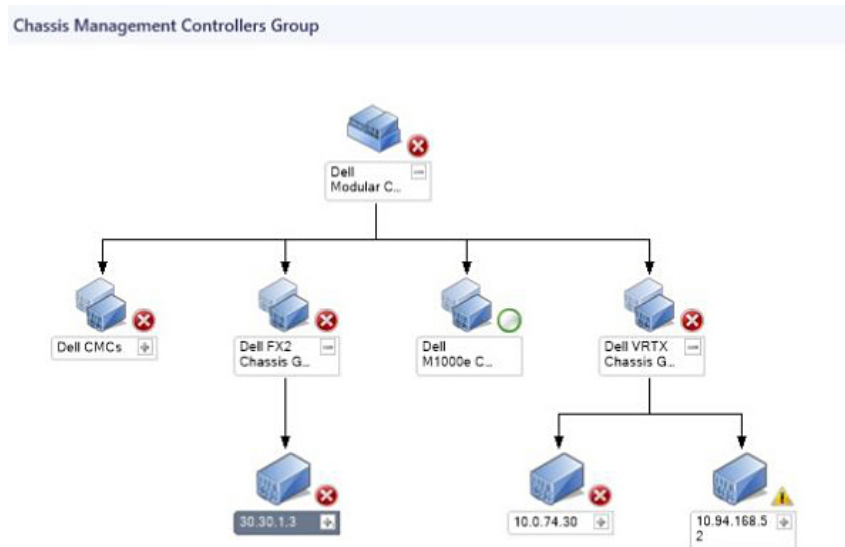 Chassis Management Controllers Group
Dell
Modular C...
Dell CMCs
Dell FX2
Chassis G...
Dell
M1000e C...
Dell VRTX
Chassis G...
30.30.1.3
10.0.74.30
10.94.168.5
2